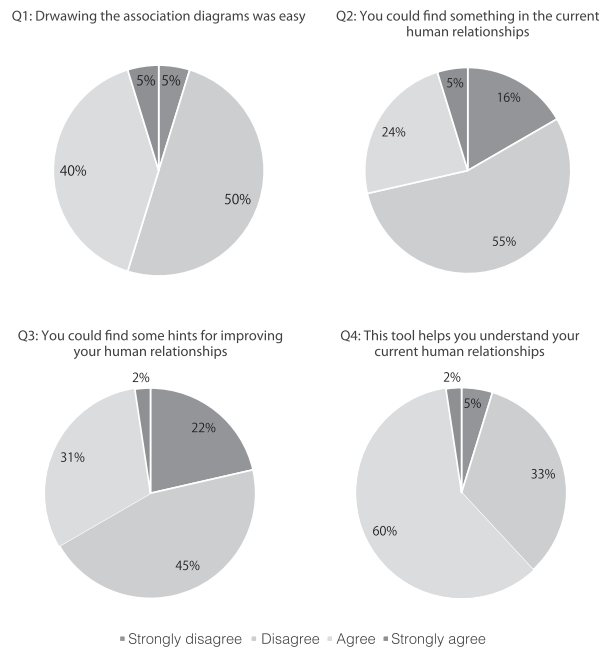 Q1: Drwawing the association diagrams was easy
5% 5%
40%
50%
Q2: You could find something in the current
human relationships
5%
16%
24%
55%
Q3: You could find some hints for improving
your human relationships
2%
22%
31%
45%
Q4: This tool helps you understand your
current human relationships
2%
5%
33%
60%
Strongly disagree Disagree Agree Strongly agree